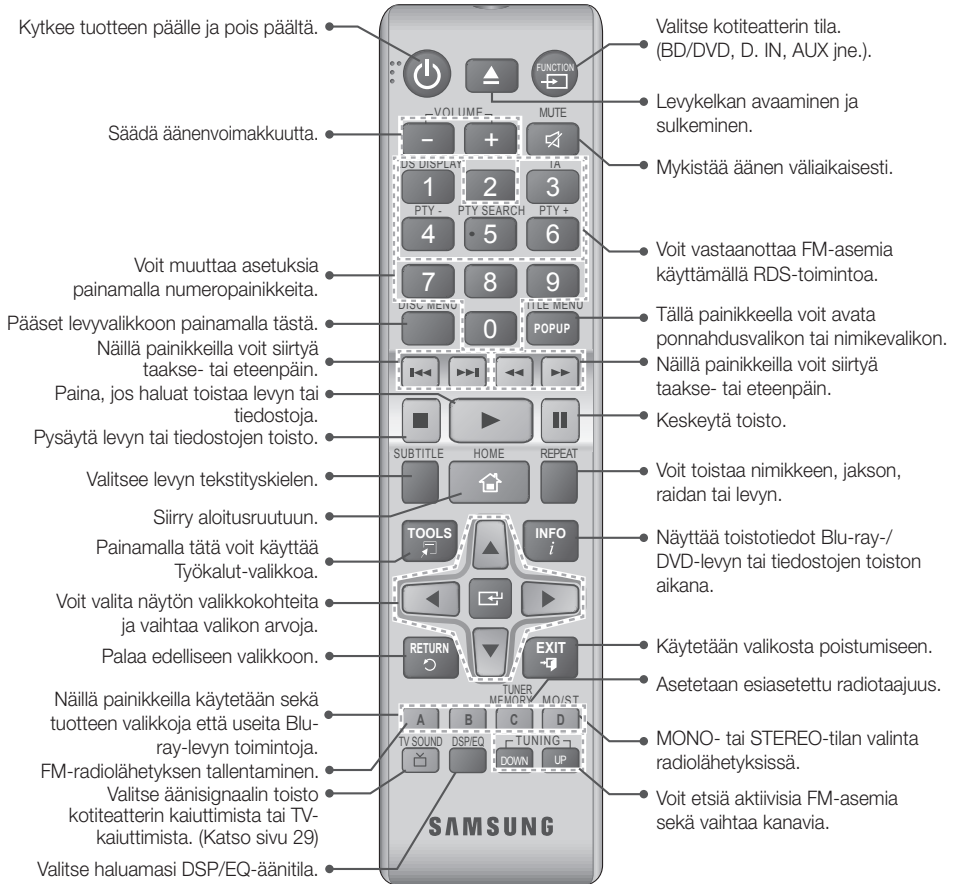 Kytkee tuotteen päälle ja pois päältä.
Valitse kotiteatterin tila.
(BD/DVD, D. IN, AUX jne.).
FUNCTION
Levykelkan avaaminen ja
sulkeminen.
VOLUME
MUTE
Säädä äänenvoimakkuutta.
- +
Mykistää äänen väliaikaisesti.
DS DISPLAY
TA
1 2 3
PTY - PTY SEARCH PTY +
4 5 6
Voit vastaanottaa FM-asemia
käyttämällä RDS-toimintoa.
Voit muuttaa asetuksia
painamalla numeropainikkeita.
7 8 9
DISC MENU
TITLE MENU
0
POPUP
Pääset levyvalikkoon painamalla tästä.
Tällä painikkeella voit avata
ponnahdusvalikon tai nimikevalikon.
Näillä painikkeilla voit siirtyä
taakse- tai eteenpäin.
Näillä painikkeilla voit siirtyä
taakse- tai eteenpäin.
Paina, jos haluat toistaa levyn tai
tiedostoja.
Keskeytä toisto.
Pysäytä levyn tai tiedostojen toisto.
SUBTITLE HOME REPEAT
Valitsee levyn tekstityskielen.
Voit toistaa nimikkeen, jakson,
raidan tai levyn.
Siirry aloitusruutuun.
TOOLS
INFO
i
Painamalla tätä voit käyttää
Työkalut-valikkoa.
Näyttää toistotiedot Blu-ray-/
DVD-levyn tai tiedostojen toiston
aikana.
Voit valita näytön valikkokohteita
ja vaihtaa valikon arvoja.
RETURN
EXIT
Palaa edelliseen valikkoon.
Käytetään valikosta poistumiseen.
Asetetaan esiasetettu radiotaajuus.
TUNER
MEMORY MO/ST
A B C D
Näillä painikkeilla käytetään sekä
tuotteen valikkoja että useita Blu-
ray-levyn toimintoja.
MONO- tai STEREO-tilan valinta
radiolähetyksissä.
TV SOUND DSP/EQ TUNING
DOWN UP
FM-radiolähetyksen tallentaminen.
Valitse äänisignaalin toisto
kotiteatterin kaiuttimista tai TV-
kaiuttimista. (Katso sivu 29)
Voit etsiä aktiivisia FM-asemia
sekä vaihtaa kanavia.
SAMSUNG
Valitse haluamasi DSP/EQ-äänitila.